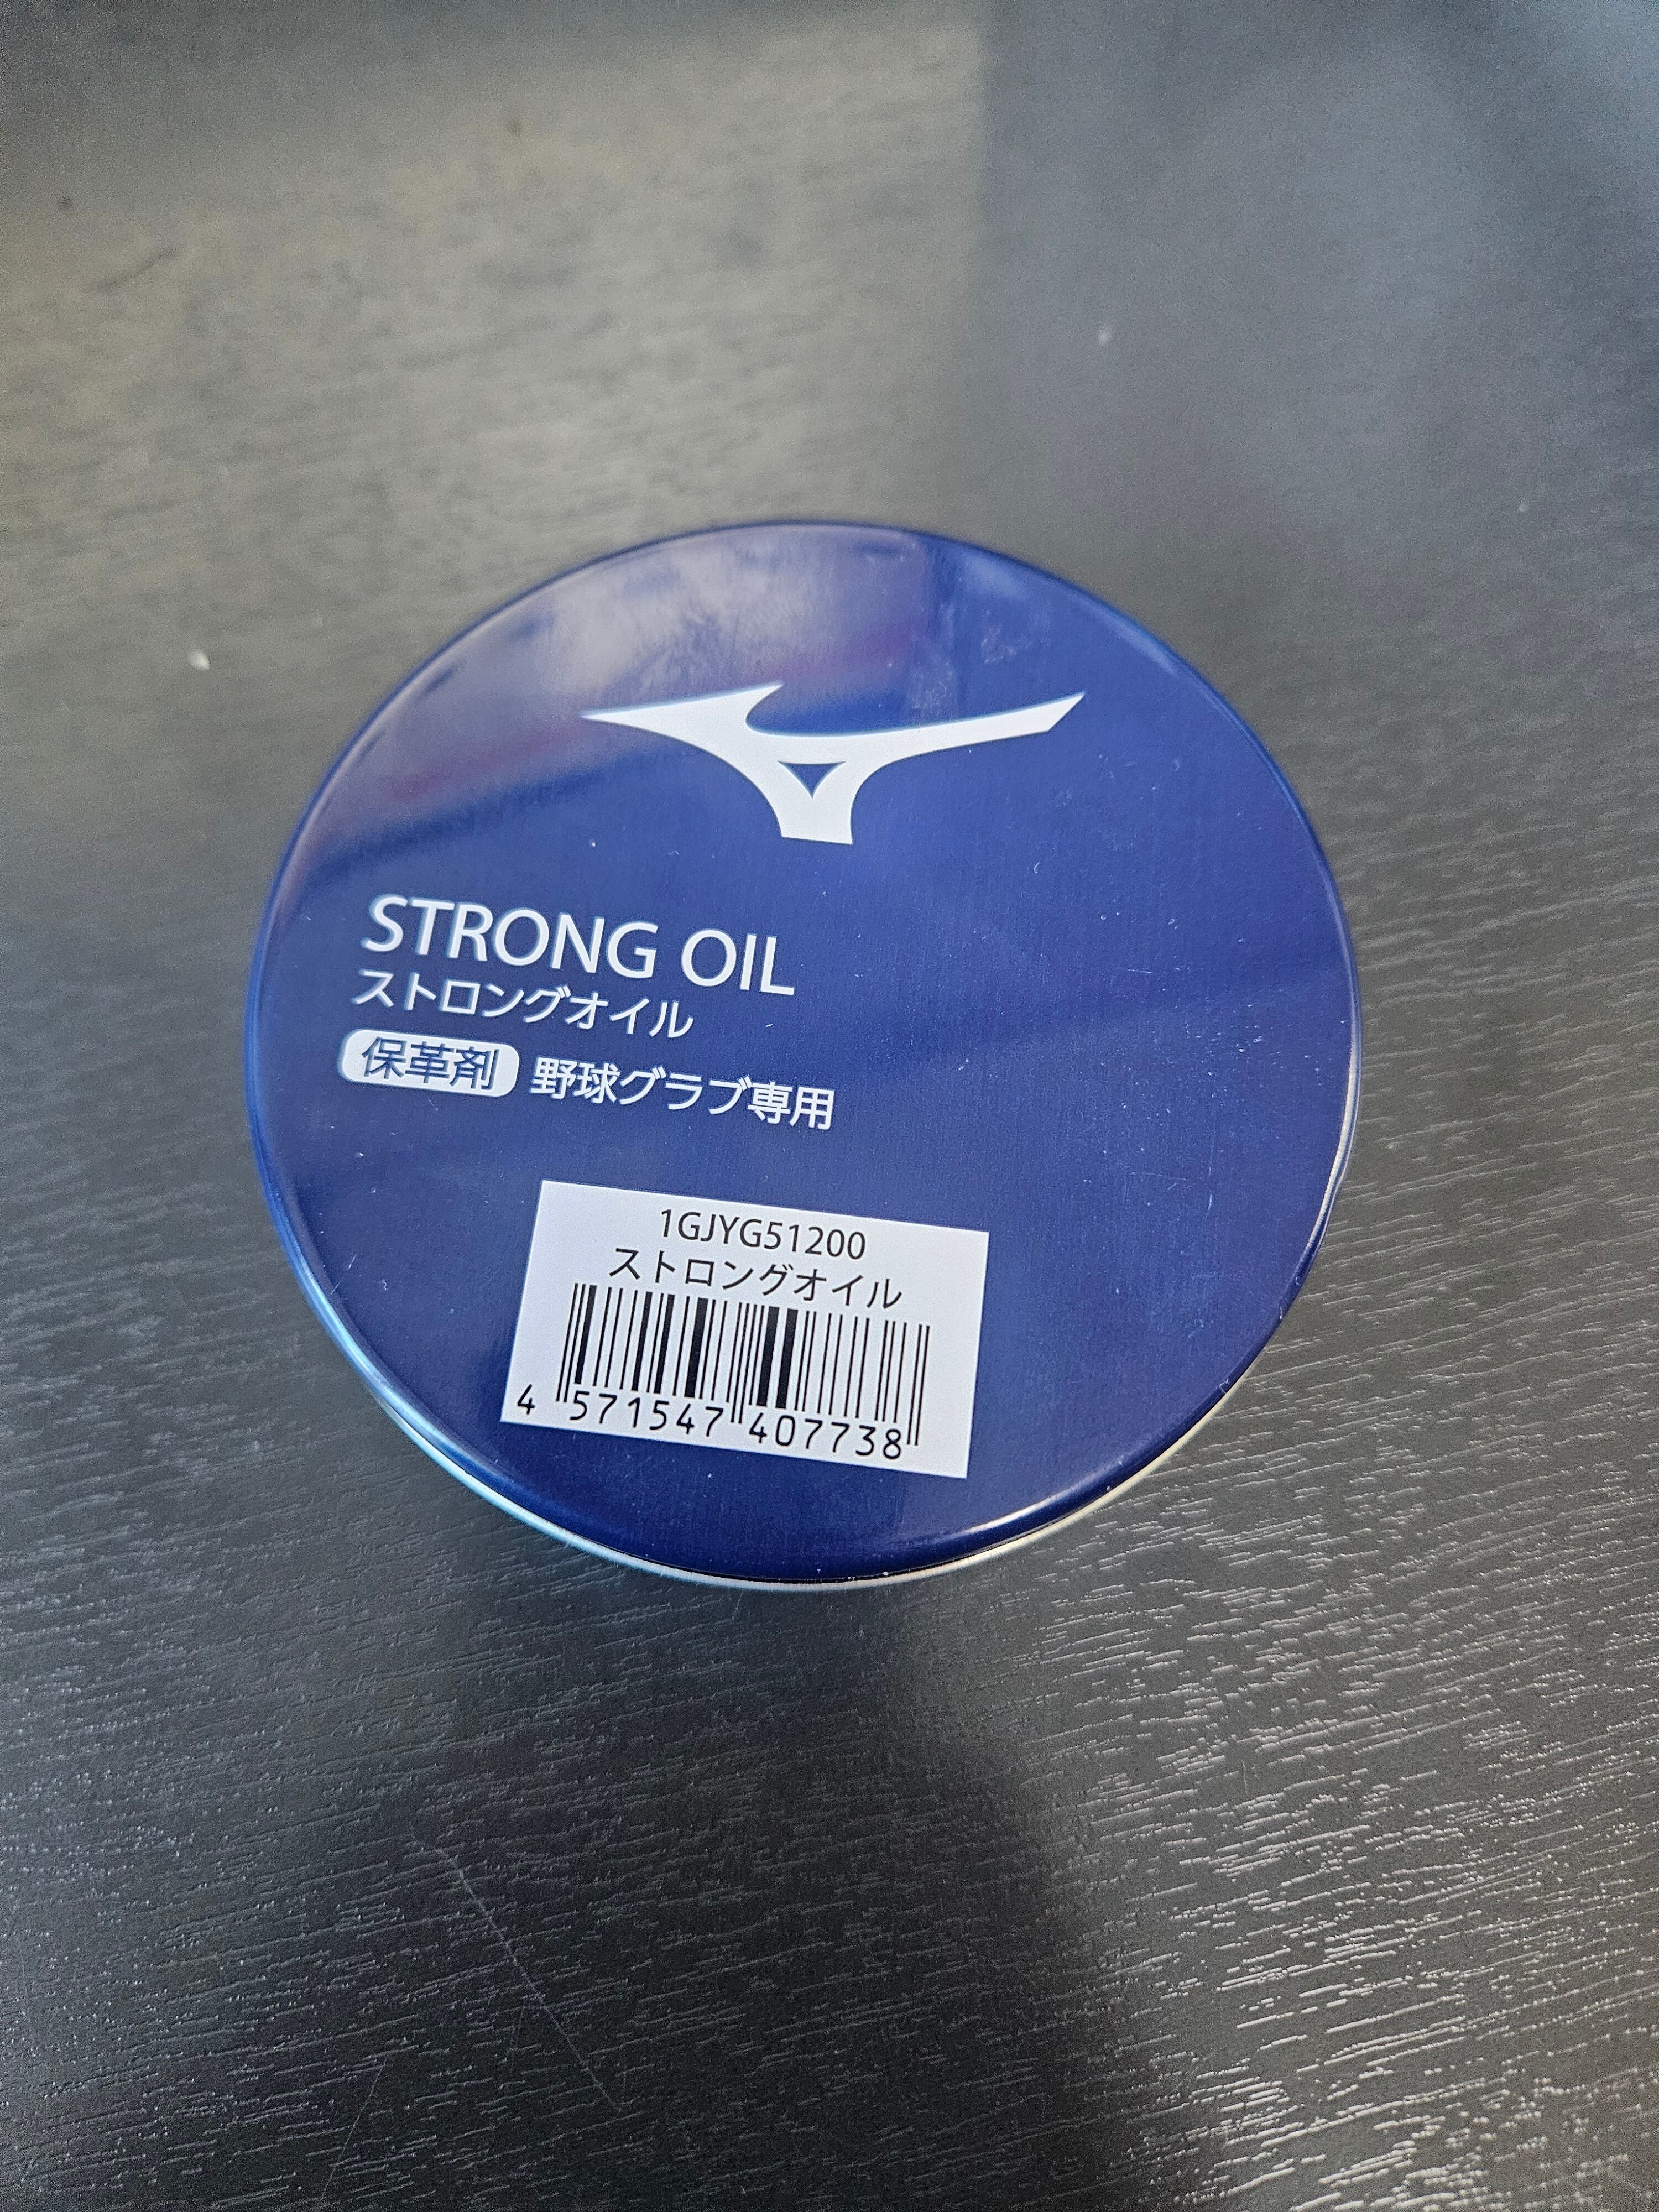 STRONG OIL
ストロングオイル
保革剤 野球グラブ専用
1GJYG51200
ストロングオイル
4 571547 407738